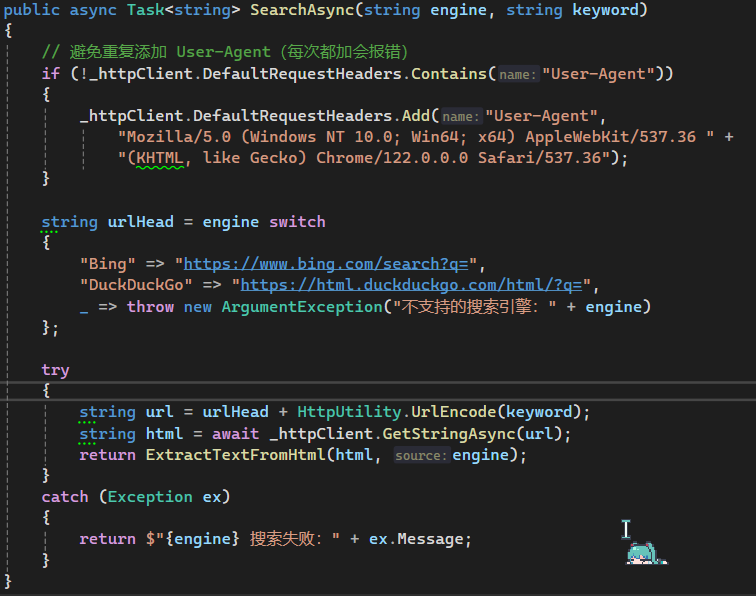 public async Task<string> SearchAsync(string engine, string keyword)
{
// 避免重复添加 User-Agent（每次都加会报错）
if (!_httpClient.DefaultRequestHeaders.Contains(name:"User-Agent"))
{
_httpClient.DefaultRequestHeaders.Add(name:"User-Agent",
"Mozilla/5.0 (Windows NT 10.0; Win64; x64) AppleWebKit/537.36 " +
"(KHTML, like Gecko) Chrome/122.0.0.0 Safari/537.36");
}
string urlHead = engine switch
{
"Bing" => "https://www.bing.com/search?q=",
"DuckDuckGo" => "https://html.duckduckgo.com/html/?q=",
_ => throw new ArgumentException("不支持的搜索引擎：" + engine)
};
try
{
string url = urlHead + HttpUtility.UrlEncode(keyword);
string html = await _httpClient.GetStringAsync(url);
return ExtractTextFromHtml(html, source:engine);
}
catch (Exception ex)
{
return $"{engine} 搜索失败：" + ex.Message;
}
}